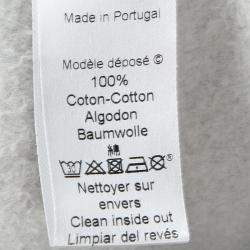 Made in Portugal
Modèle déposé ©
100%
Coton-Cotton
Algodon
Baumwolle
Nettoyer sur
envers
Clean inside out
Limpiar del revés